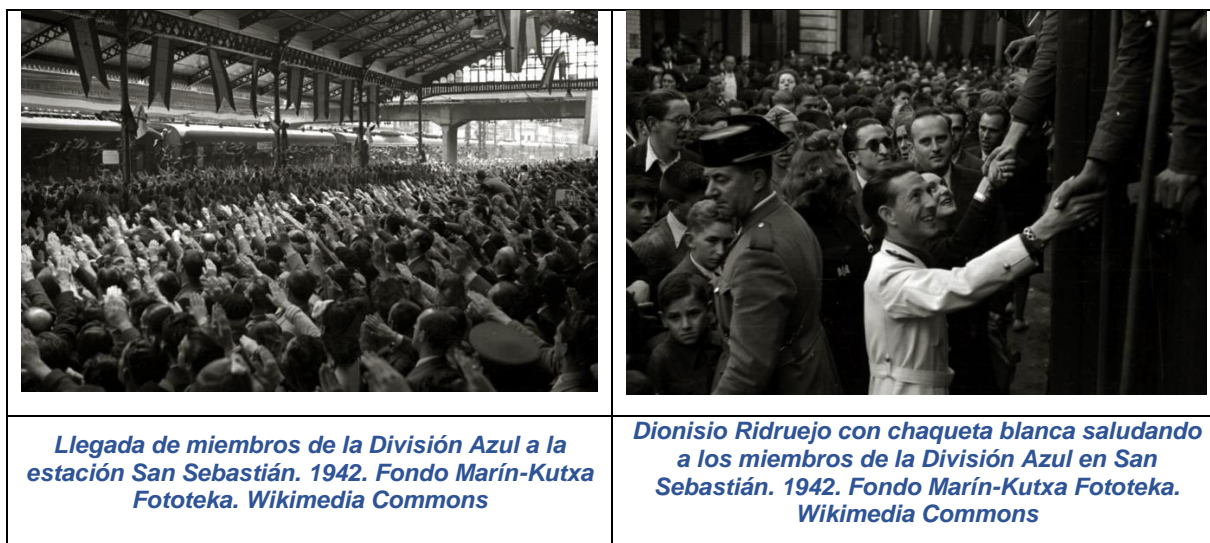 Llegada de miembros de la División Azul a la
estación San Sebastián. 1942. Fondo Marín-Kutxa
Fototeka. Wikimedia Commons
Dionisio Ridruejo con chaqueta blanca saludando
a los miembros de la División Azul en San
Sebastián. 1942. Fondo Marín-Kutxa Fototeka.
Wikimedia Commons